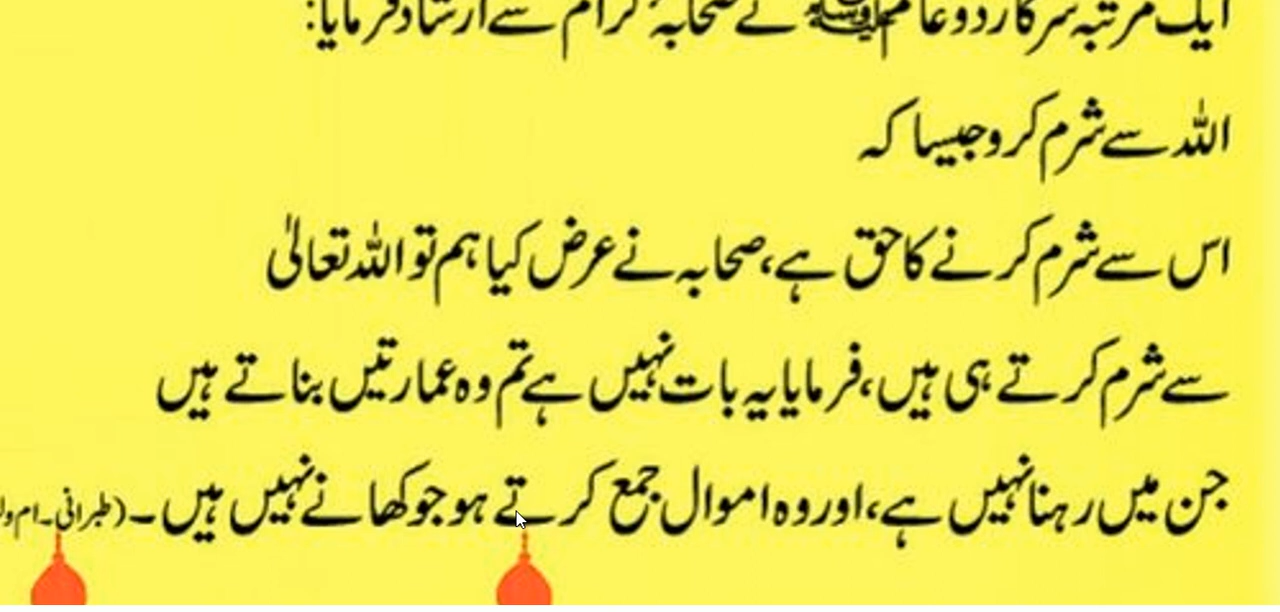 ایک مرتبہ سرکار دو عالم ﷺ نے صحابہ کرام سے ارشاد فرمایا:
اللہ سے شرم کرو جیسا کہ
اس سے شرم کرنے کا حق ہے، صحابہ نے عرض کیا ہم تو اللہ تعالیٰ
سے شرم کرتے ہی ہیں، فرمایا یہ بات نہیں ہے تم وہ عمارتیں بناتے ہیں
جن میں رہنا نہیں ہے، اور وہ اموال جمع کرتے ہو جو کھانے نہیں ہیں۔ (طبرانی۔ ام